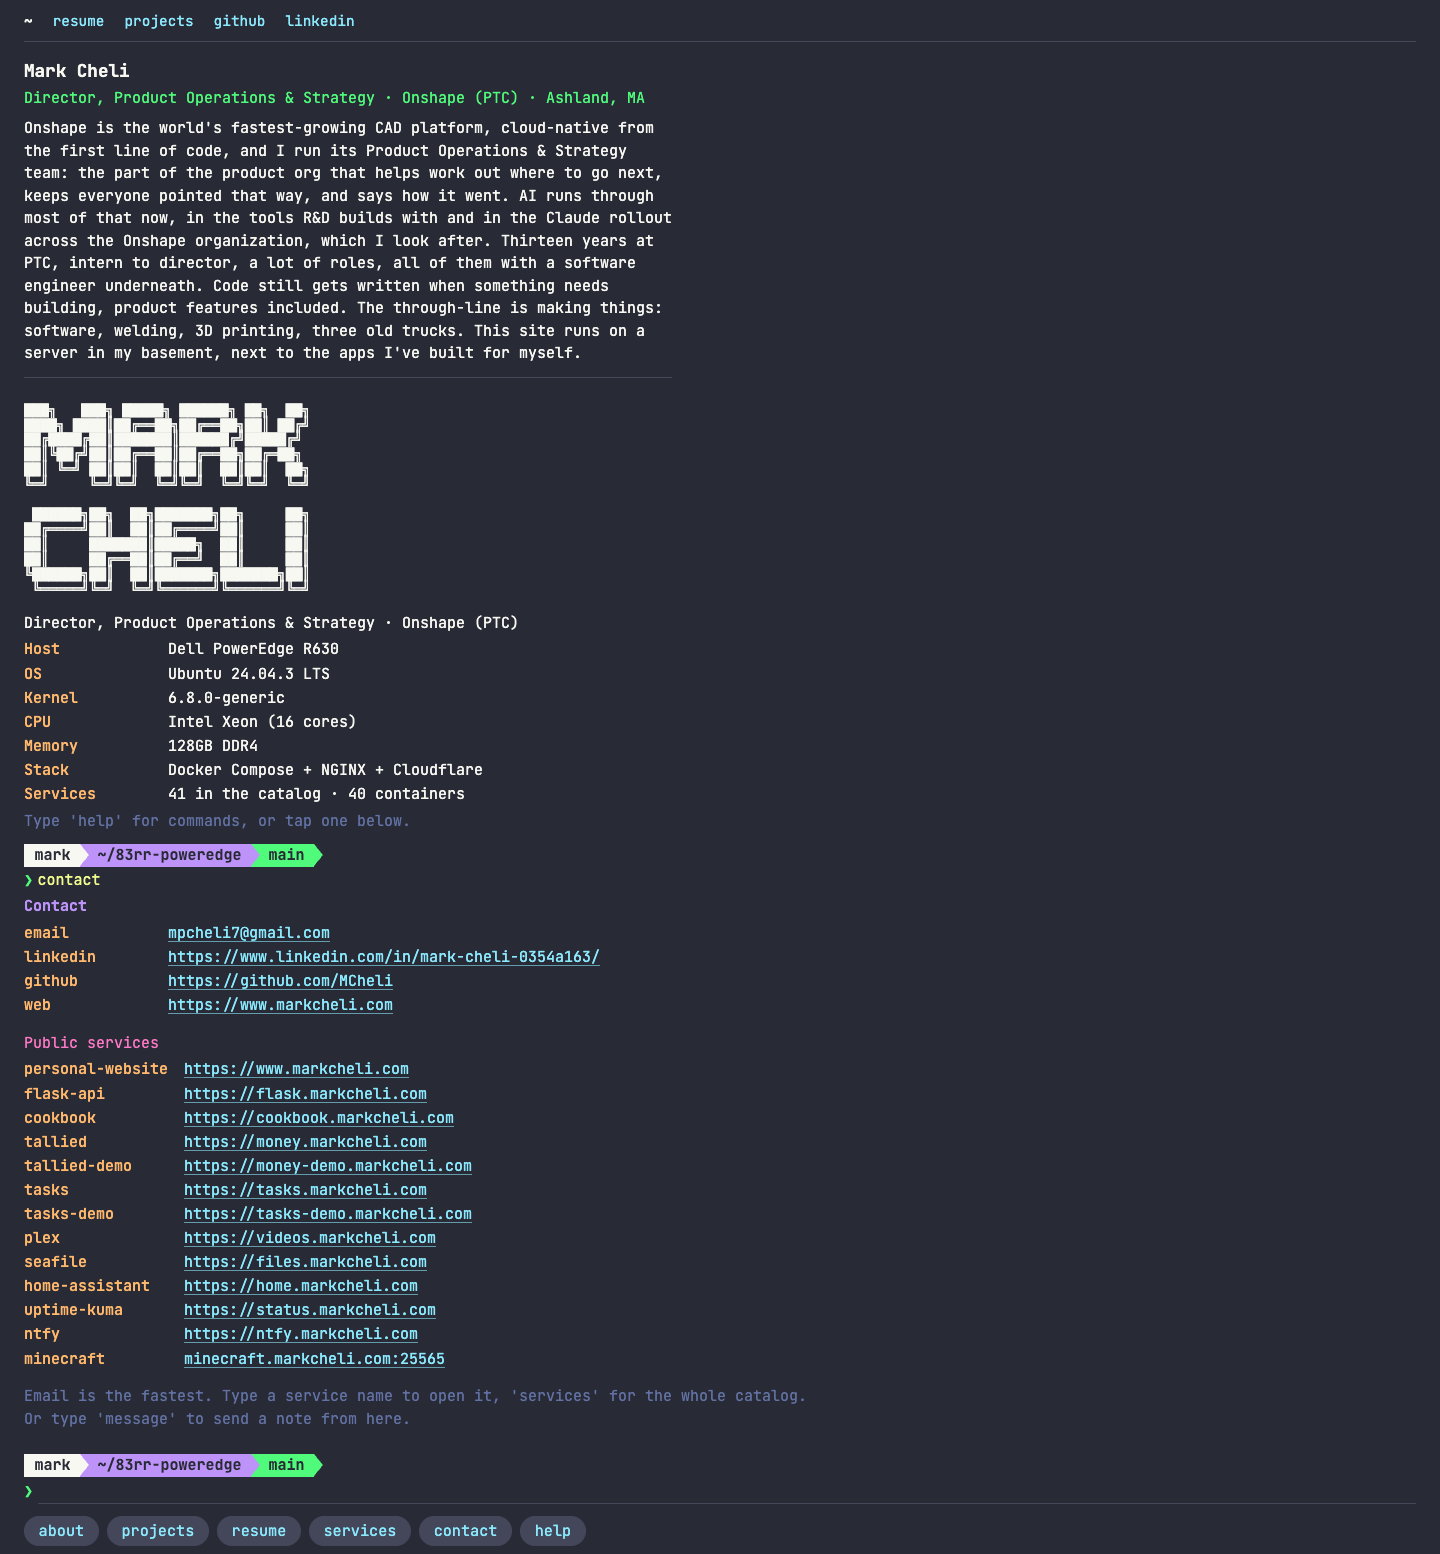 ~ resume projects github linkedin
Mark Cheli
Director, Product Operations & Strategy · Onshape (PTC) · Ashland, MA
Onshape is the world's fastest-growing CAD platform, cloud-native from
the first line of code, and I run its Product Operations & Strategy
team: the part of the product org that helps work out where to go next,
keeps everyone pointed that way, and says how it went. AI runs through
most of that now, in the tools R&D builds with and in the Claude rollout
across the Onshape organization, which I look after. Thirteen years at
PTC, intern to director, a lot of roles, all of them with a software
engineer underneath. Code still gets written when something needs
building, product features included. The through-line is making things:
software, welding, 3D printing, three old trucks. This site runs on a
server in my basement, next to the apps I've built for myself.
MARK
CHELI
Director, Product Operations & Strategy · Onshape (PTC)
Host Dell PowerEdge R630
OS Ubuntu 24.04.3 LTS
Kernel 6.8.0-generic
CPU Intel Xeon (16 cores)
Memory 128GB DDR4
Stack Docker Compose + NGINX + Cloudflare
Services 41 in the catalog · 40 containers
Type 'help' for commands, or tap one below.
mark ~/83rr-poweredge main
❯ contact
Contact
email mpcheli7@gmail.com
linkedin https://www.linkedin.com/in/mark-cheli-0354a163/
github https://github.com/MCheli
web https://www.markcheli.com
Public services
personal-website https://www.markcheli.com
flask-api https://flask.markcheli.com
cookbook https://cookbook.markcheli.com
tallied https://money.markcheli.com
tallied-demo https://money-demo.markcheli.com
tasks https://tasks.markcheli.com
tasks-demo https://tasks-demo.markcheli.com
plex https://videos.markcheli.com
seafile https://files.markcheli.com
home-assistant https://home.markcheli.com
uptime-kuma https://status.markcheli.com
ntfy https://ntfy.markcheli.com
minecraft minecraft.markcheli.com:25565
Email is the fastest. Type a service name to open it, 'services' for the whole catalog.
Or type 'message' to send a note from here.
mark ~/83rr-poweredge main
❯
about projects resume services contact help